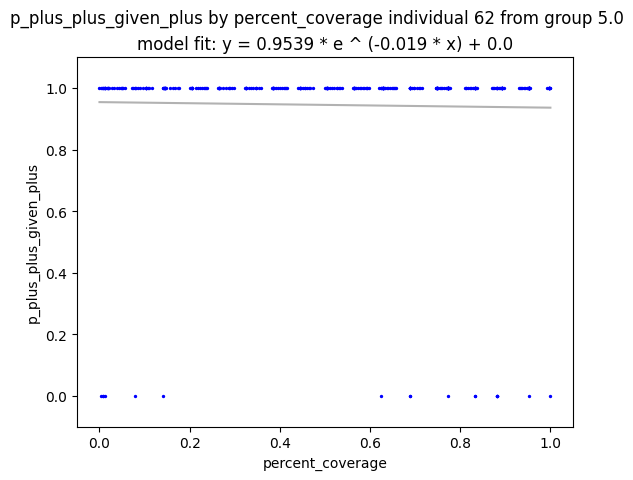 p_plus_plus_given_plus by percent_coverage individual 62 from group 5.0
model fit: y = 0.9539 * e ^ (-0.019 * x) + 0.0
1.0
0.8
0.6
0.4
0.2
0.0
p_plus_plus_given_plus
0.0 0.2 0.4 0.6 0.8 1.0
percent_coverage